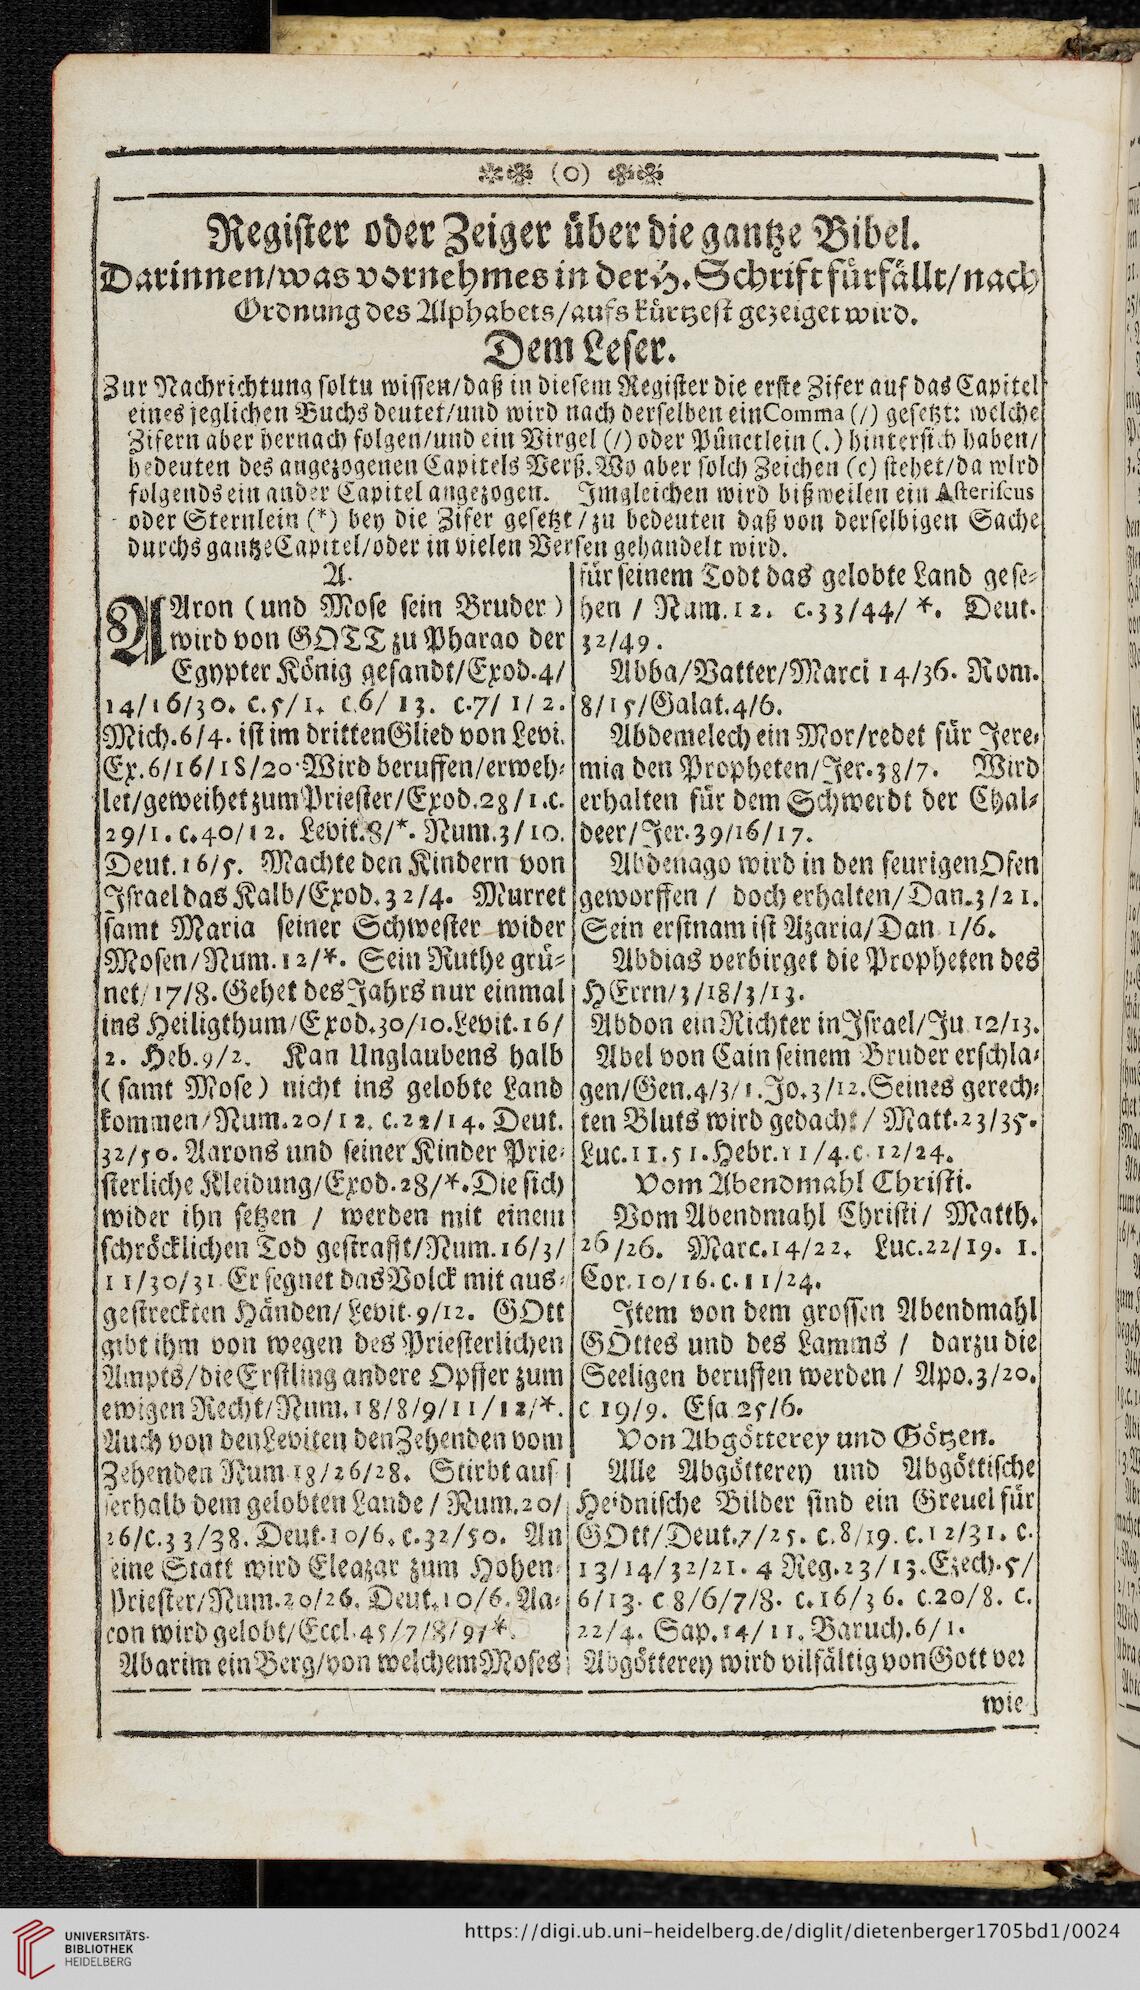 (0)
Register oder Zeiger über die gantze Bibel.
Darinnen/was vornehmes in der H. Schrift fürfällt/nach
Ordnung des Alphabets/aufs kürtzest gezeiget wird.
Dem Leser.
Zur Nachrichtung soltu wissen/daß in diesem Register die erste Zifer auf das Capitel
eines jeglichen Buchs deutet/und wird nach derselben ein Comma (/) gesetzt: welche
Zifern aber hernach folgen/und ein Virgel (/) oder Pünctlein (.) hinter sich haben/
bedeuten des angezogenen Capitels Verß. Wo aber solch Zeichen (c) stehet/da wird
folgends ein ander Capitel angezogen. Imgleichen wird bißweilen ein Asteriscus
oder Sternlein (*) bey die Zifer gesetzt/zu bedeuten daß von derselbigen Sache
durchs gantze Capitel/oder in vielen Versen gehandelt wird.
A.
AAron (und Mose sein Bruder)
wird von GOTT zu Pharao der
Egypter König gesandt/Exod.4/
14/16/30. c.5/1. c.6/ 13. c.7/ 1/2.
Mich.6/4. ist im dritten Glied von Levi.
Ex.6/16/18/20. Wird beruffen/erweh-
let/geweihet zum Priester/Exod.28/1.c.
29/1. c.40/12. Levit.8/*. Num.3/10.
Deut.16/5. Machte den Kindern von
Israel das Kalb/Exod.32/4. Murret
samt Maria seiner Schwester wider
Mosen/Num.12/*. Sein Ruthe grü-
net/17/8. Gehet des Jahrs nur einmal
ins Heiligthum/Exod.30/10. Levit.16/
2. Heb.9/2. Kan Unglaubens halb
(samt Mose) nicht ins gelobte Land
kommen/Num.20/12. c.22/14. Deut.
32/50. Aarons und seiner Kinder Prie-
sterliche Kleidung/Exod.28/*. Die sich
wider ihn setzen / werden mit einem
schröcklichen Tod gestrafft/Num.16/3/
11/30/31. Er segnet das Volck mit aus-
gestreckten Händen/Levit.9/12. GOtt
gibt ihm von wegen des Priesterlichen
Ampts/die Erstling andere Opffer zum
ewigen Recht/Num.18/8/9/11/12/*.
Auch von den Leviten den Zehenden vom
Zehenden Num.18/26/28. Stirbt aus-
serhalb dem gelobten Lande / Num.20/
26/c.33/38. Deut.10/6. c.32/50. An
eine Statt wird Eleazar zum Hohen-
Priester/Num.20/26. Deut.10/6. Aa-
ron wird gelobt/Eccl.45/7/8/9/*.
Abarim ein Berg/von welchem Moses
für seinem Todt das gelobte Land gese-
hen / Num.12. c.33/44/ *. Deut.
32/49.
Abba/Vatter/Marci 14/36. Rom.
8/15/Galat.4/6.
Abdemelech ein Mor/redet für Jere-
mia den Propheten/Jer.38/7. Wird
erhalten für dem Schwerdt der Chal-
deer/Jer.39/16/17.
Abdenago wird in den feurigen Ofen
geworffen / doch erhalten/Dan.3/21.
Sein erstnam ist Azaria/Dan 1/6.
Abdias verbirget die Propheten des
HErrn/3/18/3/13.
Abdon ein Richter in Israel/Ju 12/13.
Abel von Cain seinem Bruder erschla-
gen/Gen.4/3/1. Jo.3/12. Seines gerech-
ten Bluts wird gedacht/ Matt.23/35.
Luc.11.51. Hebr.11/4.c.12/24.
Vom Abendmahl Christi.
Vom Abendmahl Christi/ Matth.
26/26. Marc.14/22. Luc.22/19. 1.
Cor.10/16. c.11/24.
Item von dem grossen Abendmahl
GOttes und des Lamms / darzu die
Seeligen beruffen werden / Apo.3/20.
c 19/9. Esa 25/6.
Von Abgötterey und Götzen.
Alle Abgötterey und Abgöttische
Heidnische Bilder sind ein Greuel für
GOtt/Deut.7/25. c.8/19. c.12/31. c.
13/14/32/21. 4 Reg.23/13. Ezech.5/
6/13. c 8/6/7/8. c.16/36. c.20/8. c.
22/4. Sap.14/11. Baruch.6/1.
Abgötterey wird vilfältig von Gott ver
wie
UNIVERSITÄTS-
BIBLIOTHEK
HEIDELBERG
https://digi.ub.uni-heidelberg.de/diglit/dietenberger1705bd1/0024